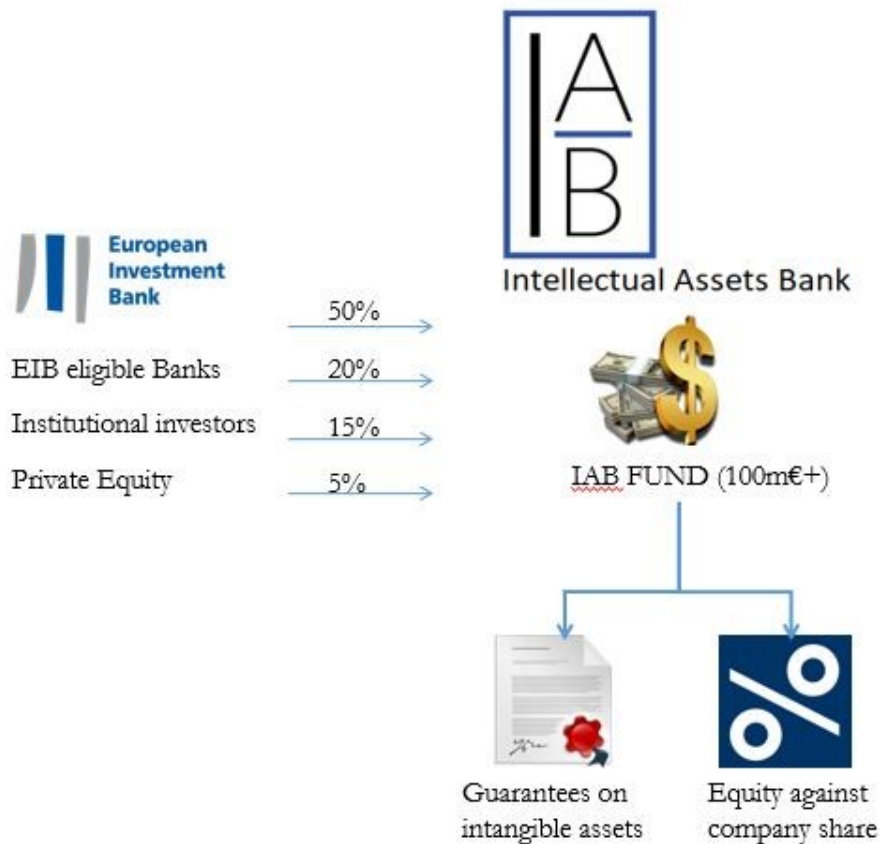 IAB
Intellectual Assets Bank
European
Investment
Bank
50%
EIB eligible Banks
20%
Institutional investors
15%
Private Equity
5%
IAB FUND (100m€+)
%
Guarantees on
intangible assets
Equity against
company share